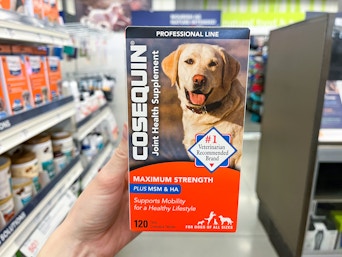 PROFESSIONAL LINE
COSEQUIN®
Joint Health Supplement
#1
Veterinarian
Recommended
Brand
MAXIMUM STRENGTH
PLUS MSM & HA
Supports Mobility
for a Healthy Lifestyle
120
FOR DOGS OF ALL SIZES